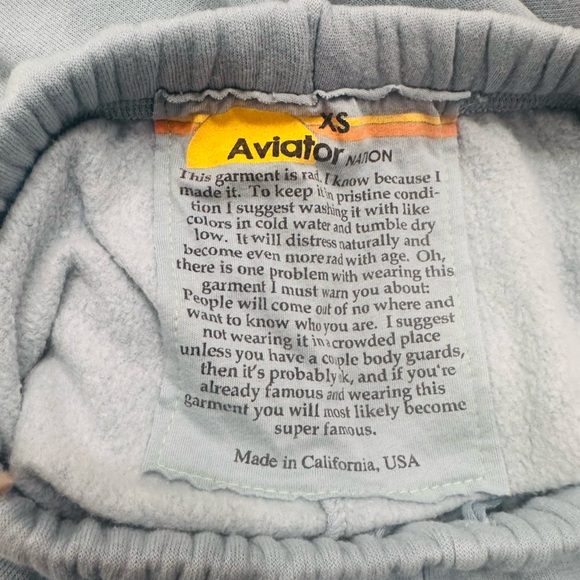 XS
Aviator NATION
This garment is rad, I know because I
made it. To keep it in pristine condi-
tion I suggest washing it with like
colors in cold water and tumble dry
low. It will distress naturally and
become even more rad with age. Oh,
there is one problem with wearing this
garment I must warn you about:
People will come out of no where and
want to know who you are. I suggest
not wearing it in a crowded place
unless you have a couple body guards,
then it's probably ok, and if you're
already famous and wearing this
garment you will most likely become
super famous.
Made in California, USA